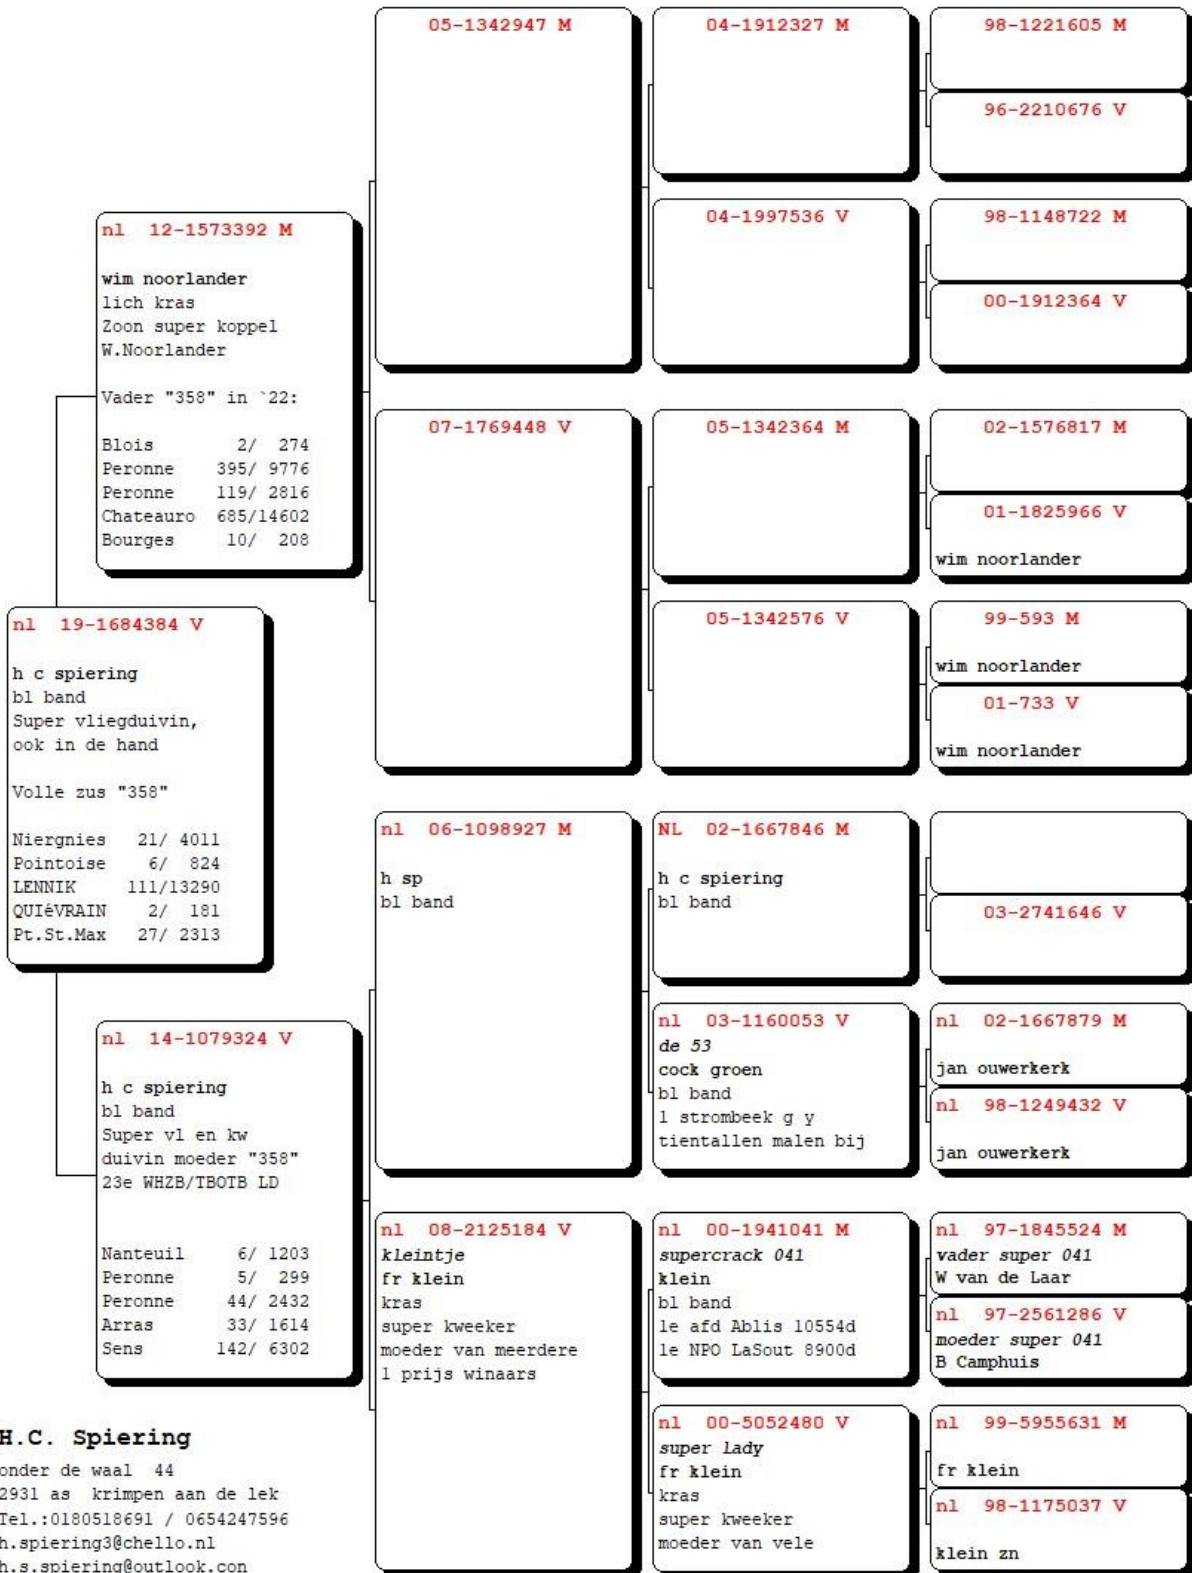 nl 19-1684384 V
h c spiering
bl band
Super vliegduivin,
ook in de hand
Volle zus "358"
Niergnies 21/ 4011
Pointoise 6/ 824
LENNIK 111/13290
QUIéVRAIN 2/ 181
Pt.St.Max 27/ 2313
nl 12-1573392 M
wim noorlander
lich kras
Zoon super koppel
W.Noorlander
Vader "358" in `22:
Blois 2/ 274
Peronne 395/ 9776
Peronne 119/ 2816
Chateauro 685/14602
Bourges 10/ 208
nl 14-1079324 V
h c spiering
bl band
Super vl en kw
duivin moeder "358"
23e WHZB/TBOTB LD
Nanteuil 6/ 1203
Peronne 5/ 299
Peronne 44/ 2432
Arras 33/ 1614
Sens 142/ 6302
05-1342947 M
07-1769448 V
nl 06-1098927 M
h sp
bl band
nl 08-2125184 V
kleintje
fr klein
kras
super kweeker
moeder van meerdere
1 prijs winaars
04-1912327 M
04-1997536 V
05-1342364 M
05-1342576 V
NL 02-1667846 M
h c spiering
bl band
nl 03-1160053 V
de 53
cock groen
bl band
1 strombeek g y
tientallen malen bij
nl 00-1941041 M
supercrack 041
klein
bl band
1e afd Ablis 10554d
1e NPO LaSout 8900d
nl 00-5052480 V
super lady
fr klein
kras
super kweeker
moeder van vele
98-1221605 M
96-2210676 V
98-1148722 M
00-1912364 V
02-1576817 M
01-1825966 V
wim noorlander
99-593 M
wim noorlander
01-733 V
wim noorlander
03-2741646 V
nl 02-1667879 M
jan ouwerkerk
nl 98-1249432 V
jan ouwerkerk
nl 97-1845524 M
vader super 041
W van de Laar
nl 97-2561286 V
moeder super 041
B Camphuis
nl 99-5955631 M
fr klein
nl 98-1175037 V
klein zn
H.C. Spiering
onder de waal 44
2931 as krimpen aan de lek
Tel.:0180518691 / 0654247596
h.spiering3@chello.nl
h.s.spiering@outlook.con